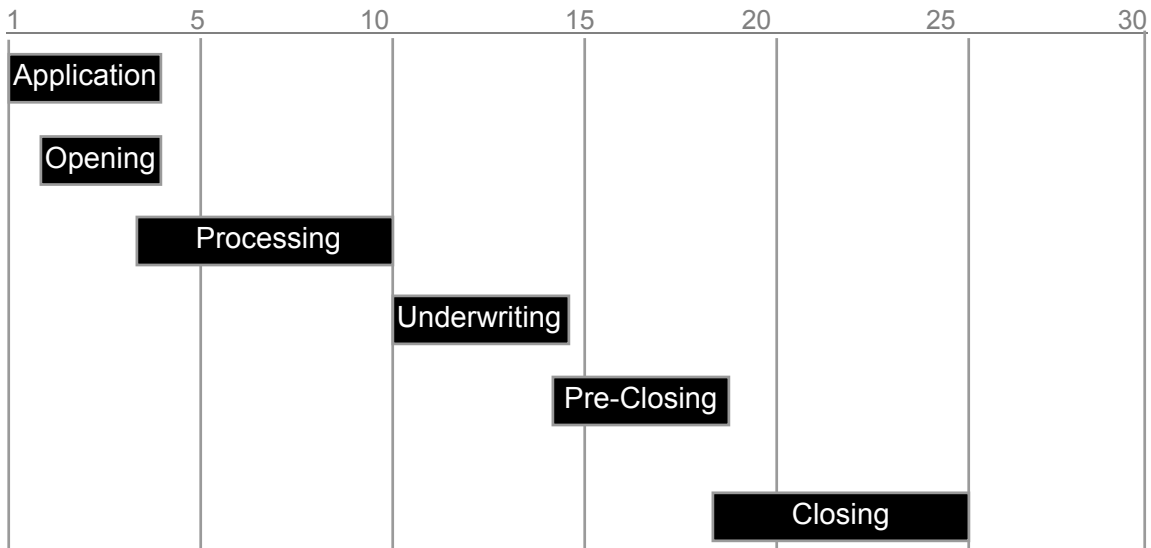 1 5 10 15 20 25 30
Application
Opening
Processing
Underwriting
Pre-Closing
Closing